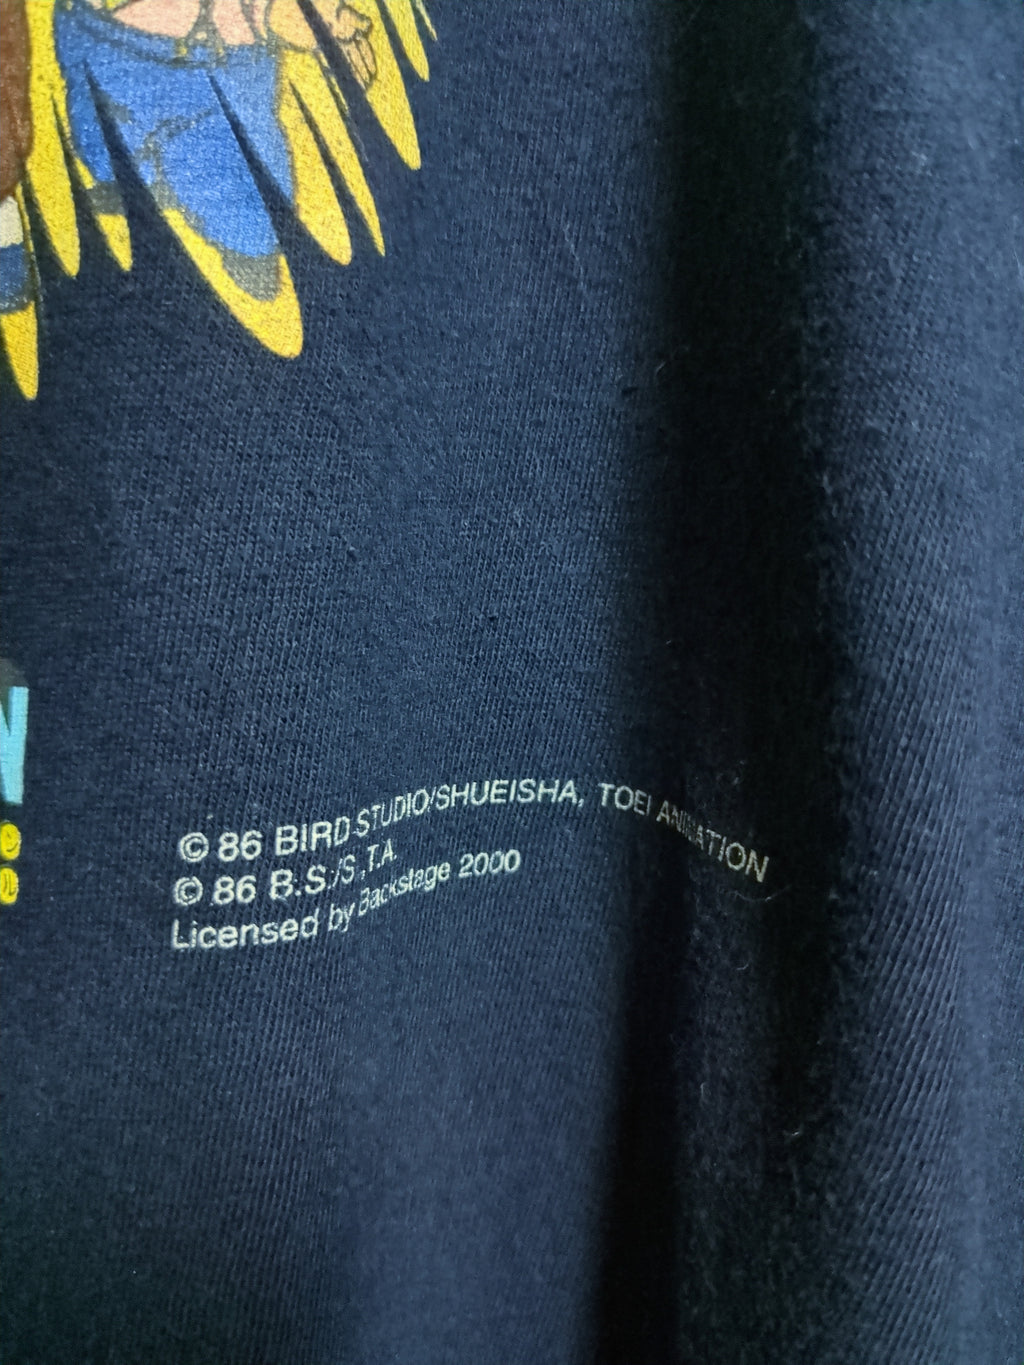 © 86 BIRD STUDIO/SHUEISHA, TOEI ANIMATION
© 86 B.S./S.,T.A.
Licensed by Backstage 2000